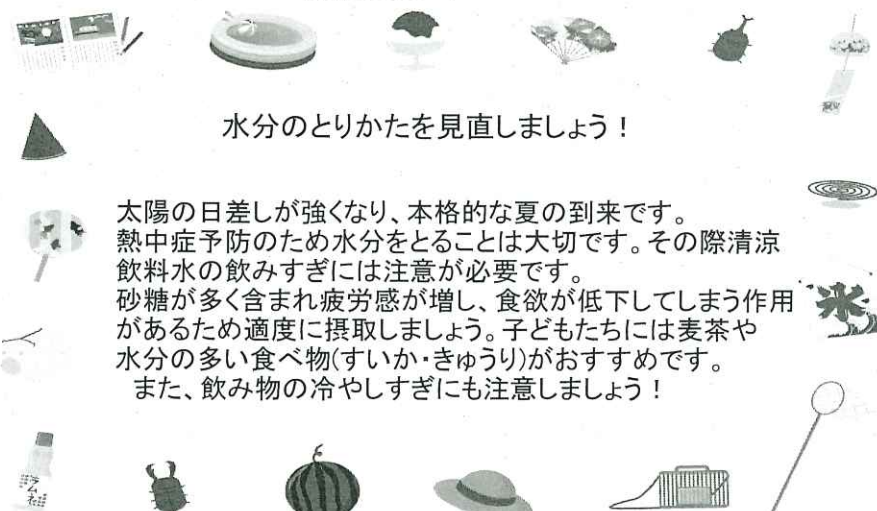 水分のとりかたを見直しましょう!
太陽の日差しが強くなり、本格的な夏の到来です。
熱中症予防のため水分をとることは大切です。その際清涼
飲料水の飲みすぎには注意が必要です。
砂糖が多く含まれ疲労感が増し、食欲が低下してしまう作用
があるため適度に摂取しましょう。子どもたちには麦茶や
水分の多い食べ物(すいか・きゅうり)がおすすめです。
また、飲み物の冷やしすぎにも注意しましょう!
氷
ラムネ